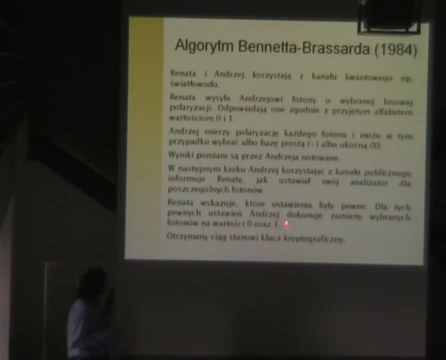 Algorytm Bennetta-Brassarda (1984)
Renata i Andrzej korzystają z kanału kwantowego np.
światłowodu.
Renata wysyła Andrzejowi fotony o wybranej losowej
polaryzacji. Odpowiadają one zgodnie z przyjętym alfabetem
wartościom 0 i 1.
Andrzej mierzy polaryzację każdego fotonu i może w tym
przypadku wybrać albo bazę prostą (+) albo ukośną (X).
Wyniki pomiaru są przez Andrzeja notowane.
W następnym kroku Andrzej korzystając z kanału publicznego
informuje Renatę, jak ustawiał swój analizator dla
poszczególnych fotonów.
Renata wskazuje, które ustawienia były pewne. Dla tych
pewnych ustawień Andrzej dokonuje zamiany wybranych
fotonów na wartości 0 oraz 1.
Otrzymany ciąg stanowi klucz kryptograficzny.